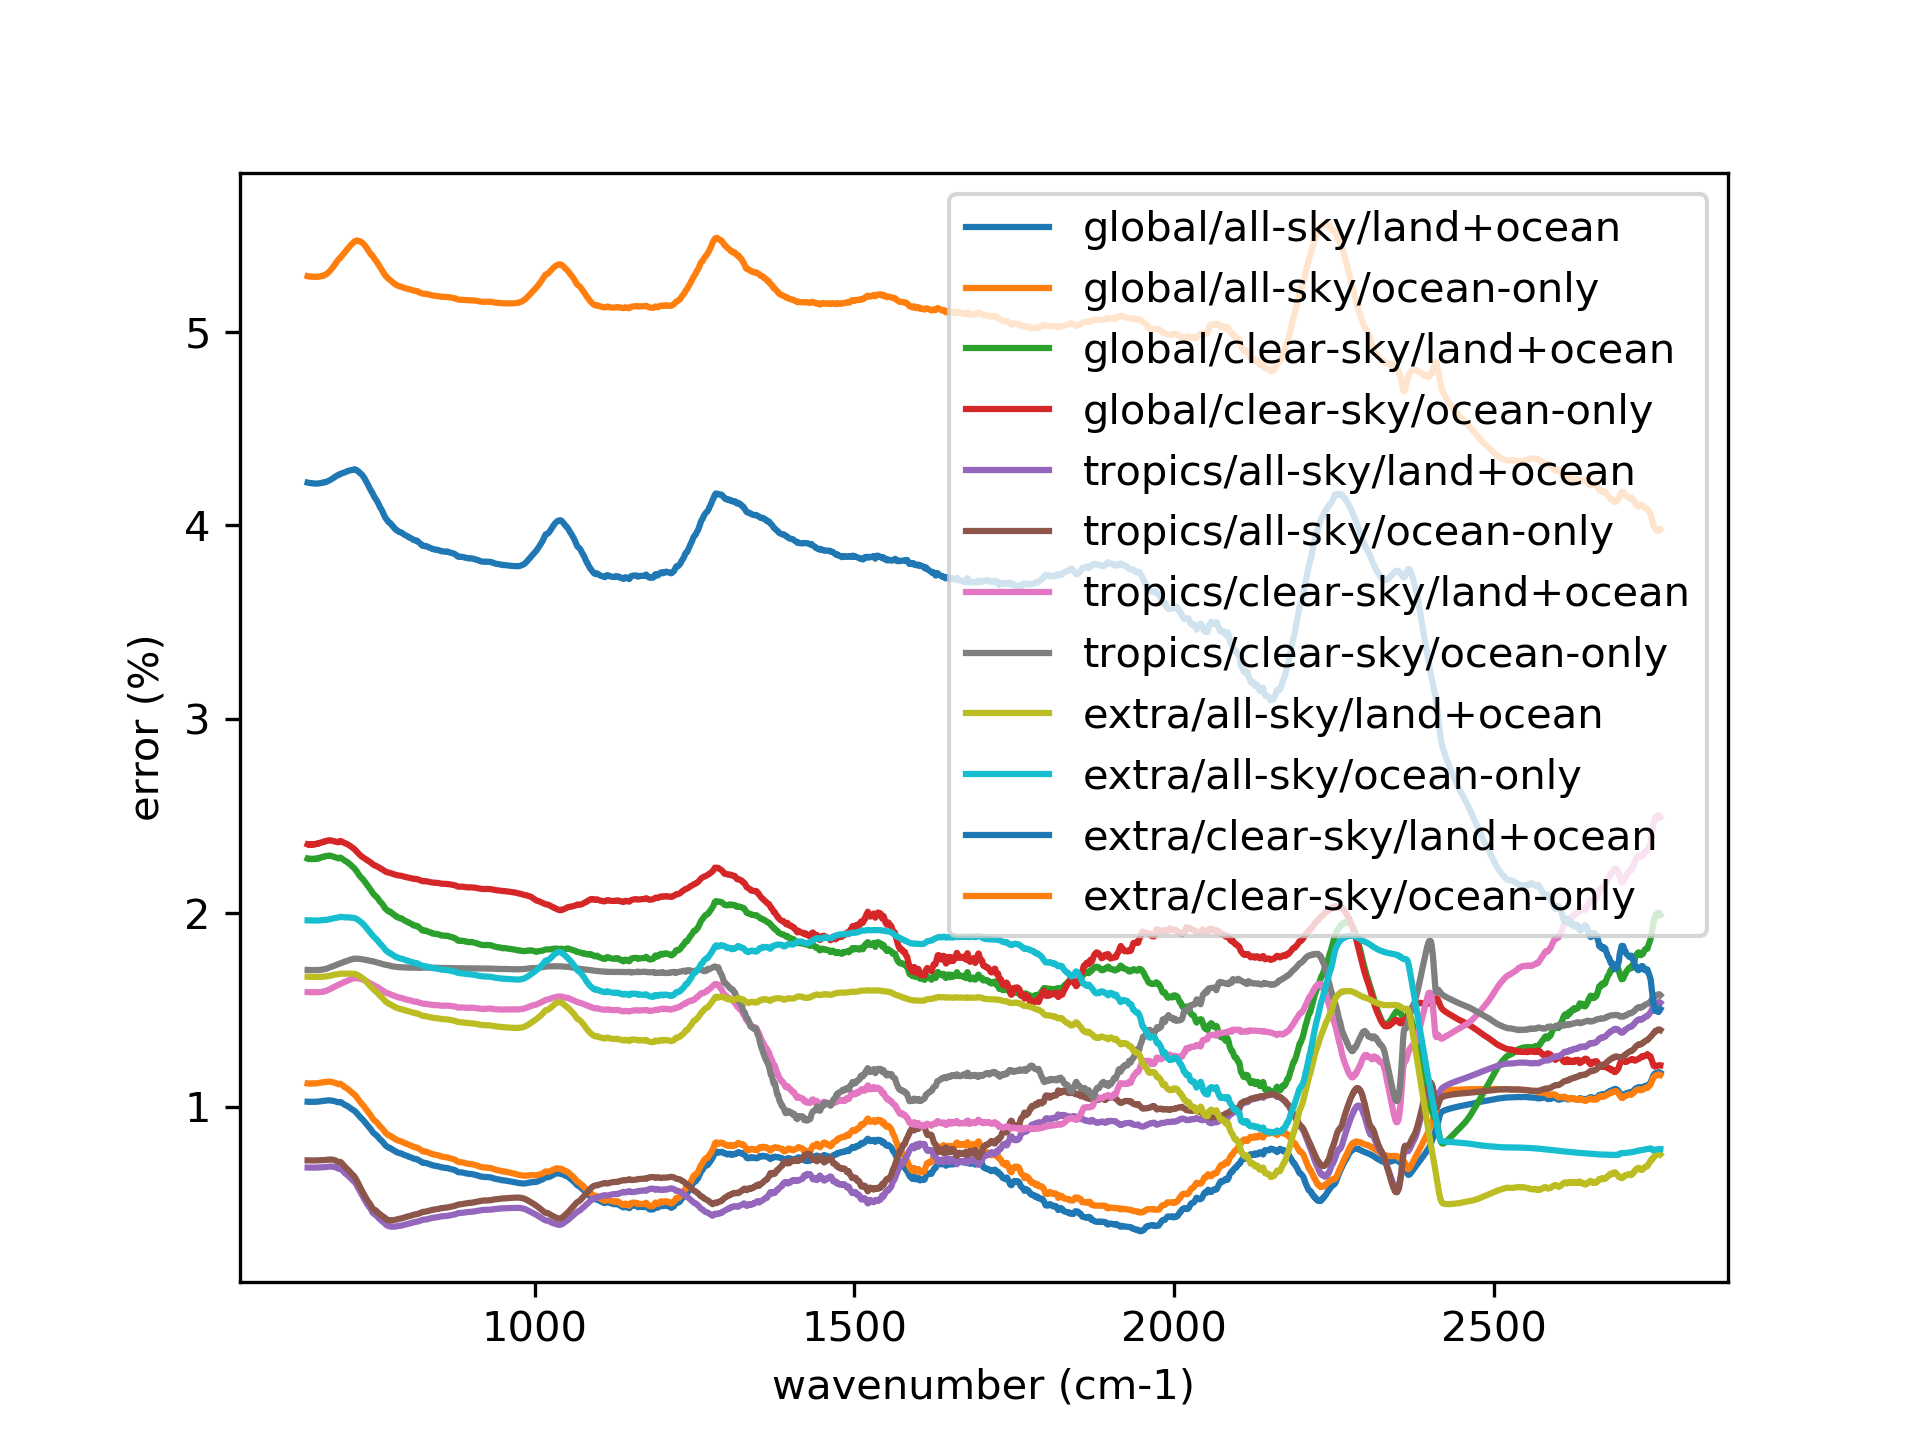 global/all-sky/land+ocean
global/all-sky/ocean-only
global/clear-sky/land+ocean
global/clear-sky/ocean-only
tropics/all-sky/land+ocean
tropics/all-sky/ocean-only
tropics/clear-sky/land+ocean
tropics/clear-sky/ocean-only
extra/all-sky/land+ocean
extra/all-sky/ocean-only
extra/clear-sky/land+ocean
extra/clear-sky/ocean-only
5
4
3
2
1
error (%)
1000 1500 2000 2500
wavenumber (cm-1)